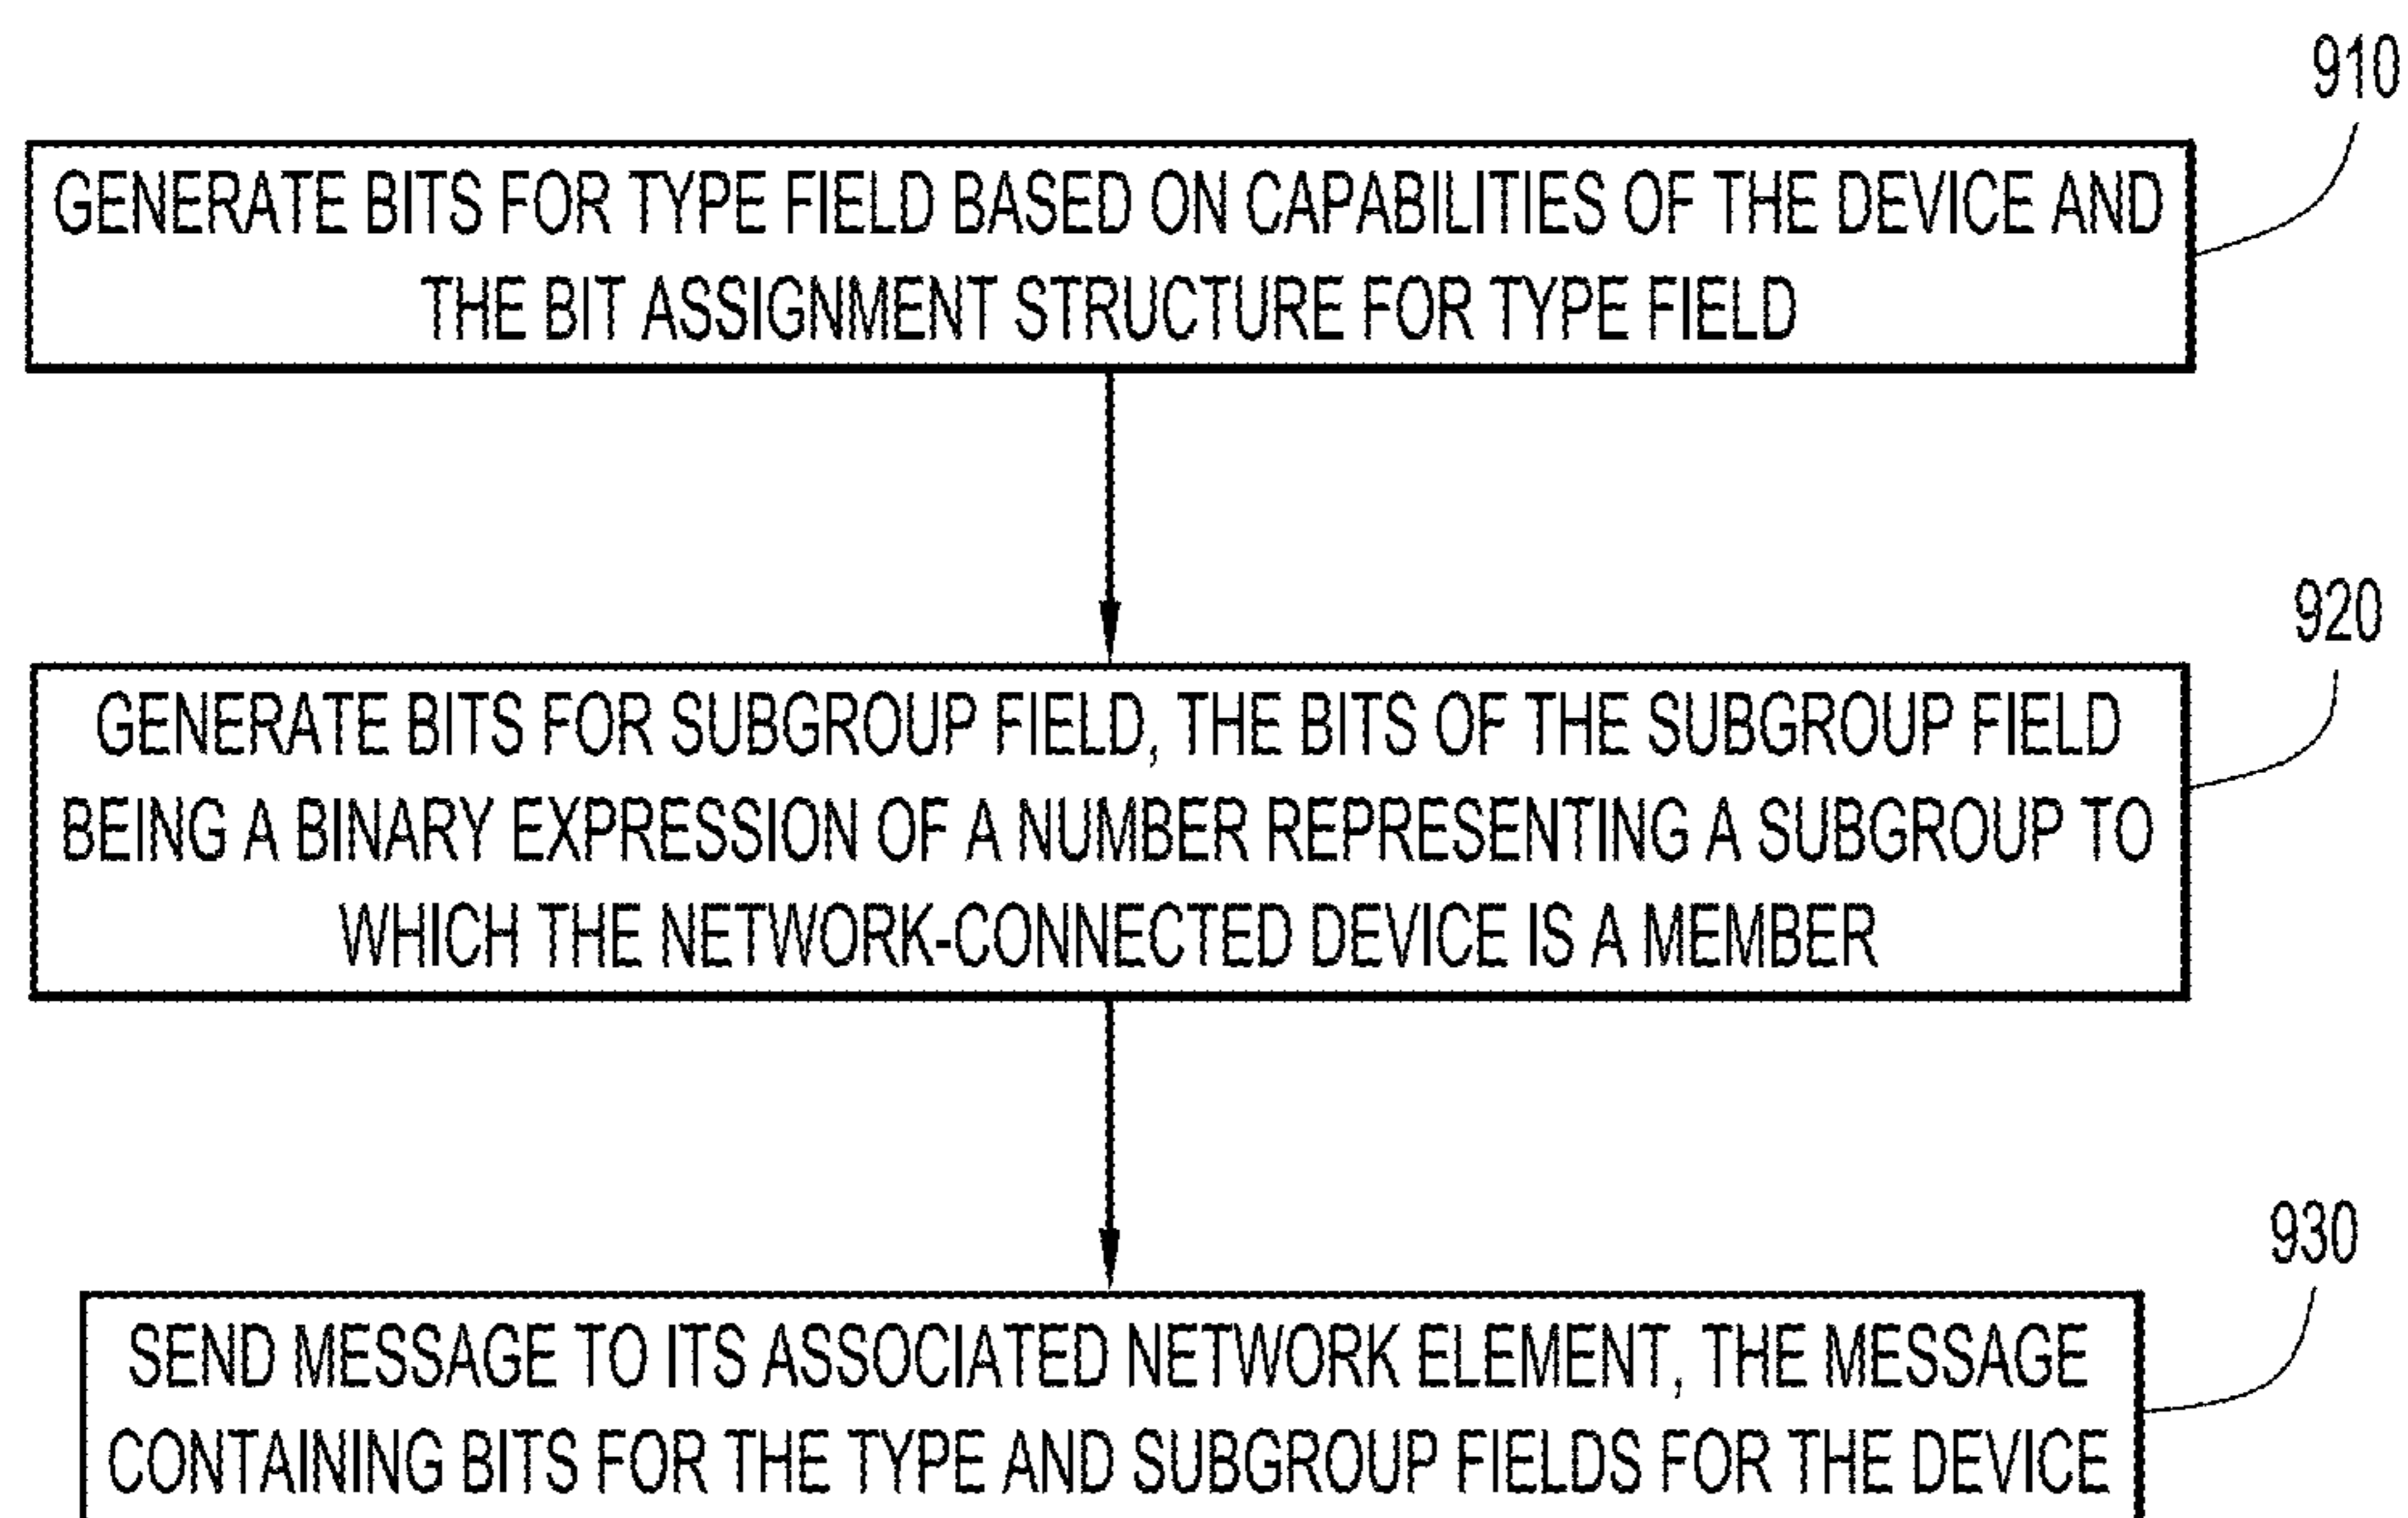 910
GENERATE BITS FOR TYPE FIELD BASED ON CAPABILITIES OF THE DEVICE AND
THE BIT ASSIGNMENT STRUCTURE FOR TYPE FIELD
920
GENERATE BITS FOR SUBGROUP FIELD, THE BITS OF THE SUBGROUP FIELD
BEING A BINARY EXPRESSION OF A NUMBER REPRESENTING A SUBGROUP TO
WHICH THE NETWORK-CONNECTED DEVICE IS A MEMBER
930
SEND MESSAGE TO ITS ASSOCIATED NETWORK ELEMENT, THE MESSAGE
CONTAINING BITS FOR THE TYPE AND SUBGROUP FIELDS FOR THE DEVICE